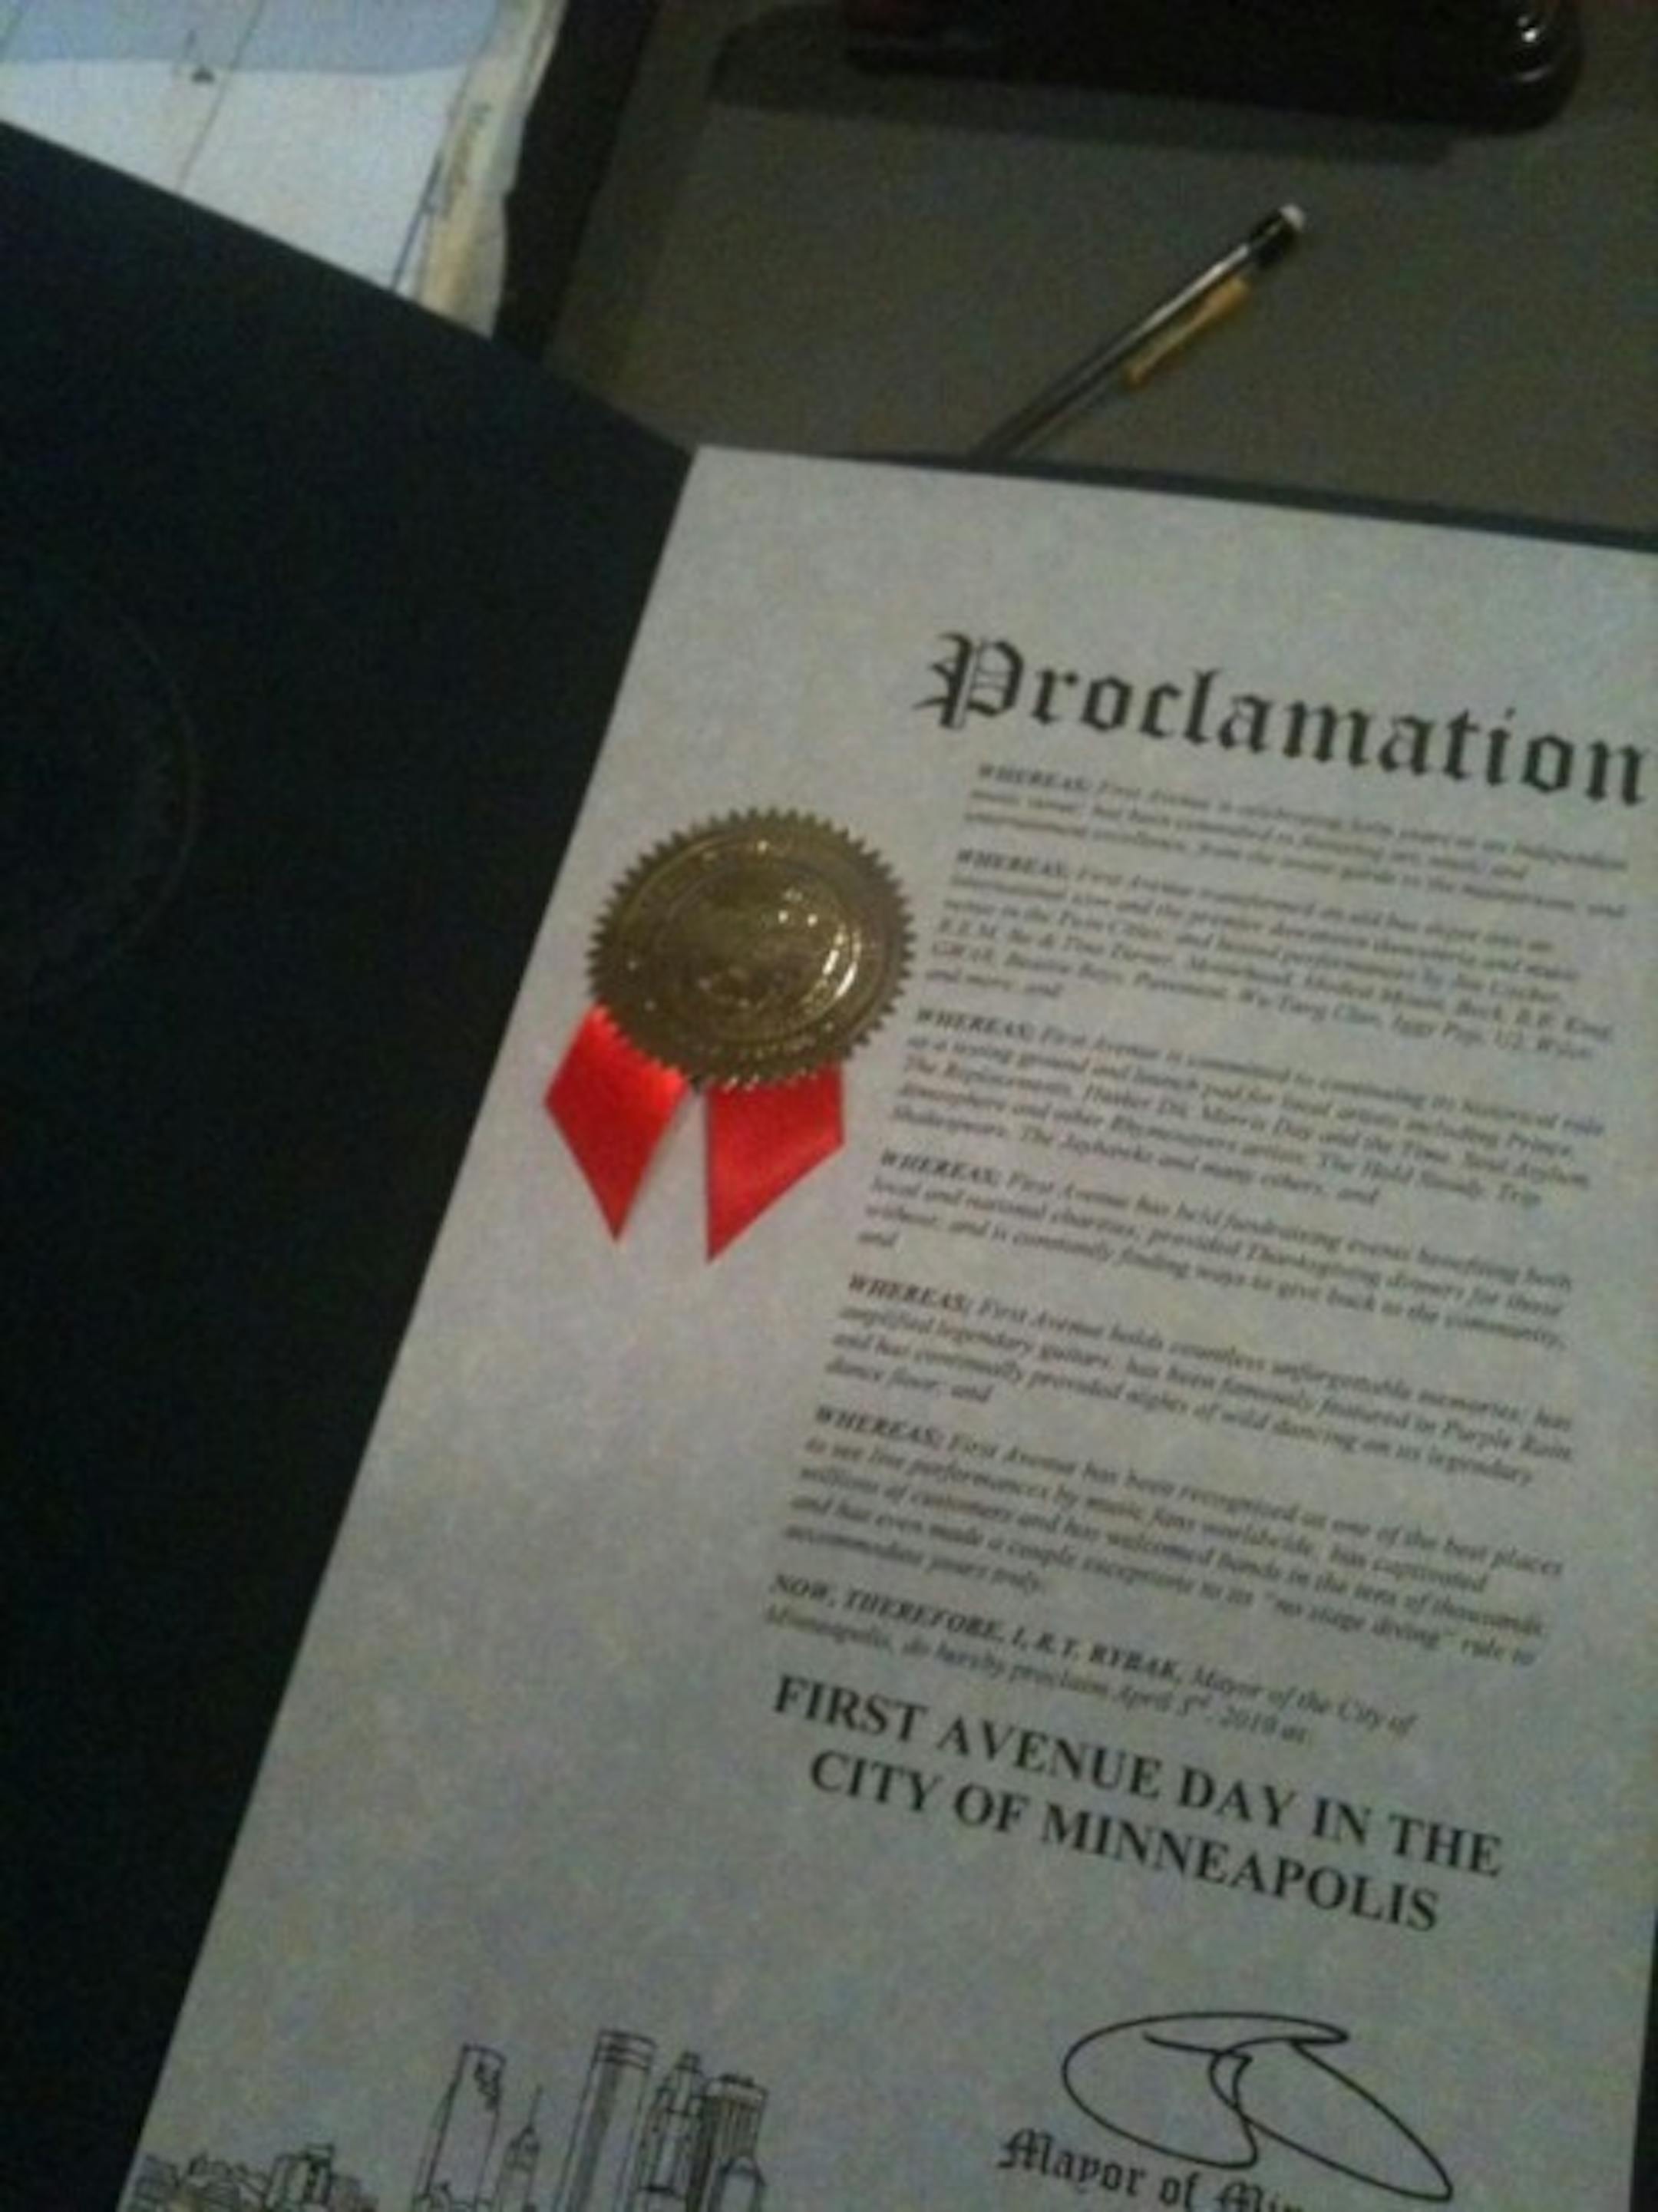 Proclamation
WHEREAS; First Avenue is celebrating forty years as an independent
music venue that has been committed to
entertainment excellence, from the avant-garde to the mainstream; and
WHEREAS; First Avenue transformed an old bus depot into an
international icon and the premier downtown danceteria and music
venue in the Twin Cities, and hosted performances by Joe Cocker,
R.E.M., Ike & Tina Turner, Motorhead, Modest Mouse, Beck, B.B. King,
GWAR, Beastie Boys, Pavement, Wu-Tang Clan, Iggy Pop, U2, Wilco
and more; and
WHEREAS; First Avenue is committed to continuing its historical role
as a testing ground and launch pad for local artists including Prince,
The Replacements, Husker Dü, Morris Day and the Time, Soul Asylum,
Atmosphere and other Rhymesayers artists, The Hold Steady, Trip
Shakespeare, The Jayhawks and many others; and
WHEREAS; First Avenue has held fundraising events benefiting both
local and national charities; provided Thanksgiving dinners for those
without; and is constantly finding ways to give back to the community;
and
WHEREAS; First Avenue holds countless unforgettable memories; has
amplified legendary guitars; has been famously featured in Purple Rain,
and has continually provided nights of wild dancing on its legendary
dance floor; and
WHEREAS; First Avenue has been recognized as one of the best places
to see live performances by music fans worldwide; has captivated
millions of customers and has welcomed bands in the tens of thousands;
and has even made a couple exceptions to its "no stage diving" rule to
accommodate yours truly.
NOW, THEREFORE, I, R.T. RYBAK, Mayor of the City of
Minneapolis, do hereby proclaim April 3rd, 2010 as:
FIRST AVENUE DAY IN THE
CITY OF MINNEAPOLIS
Mayor of Min